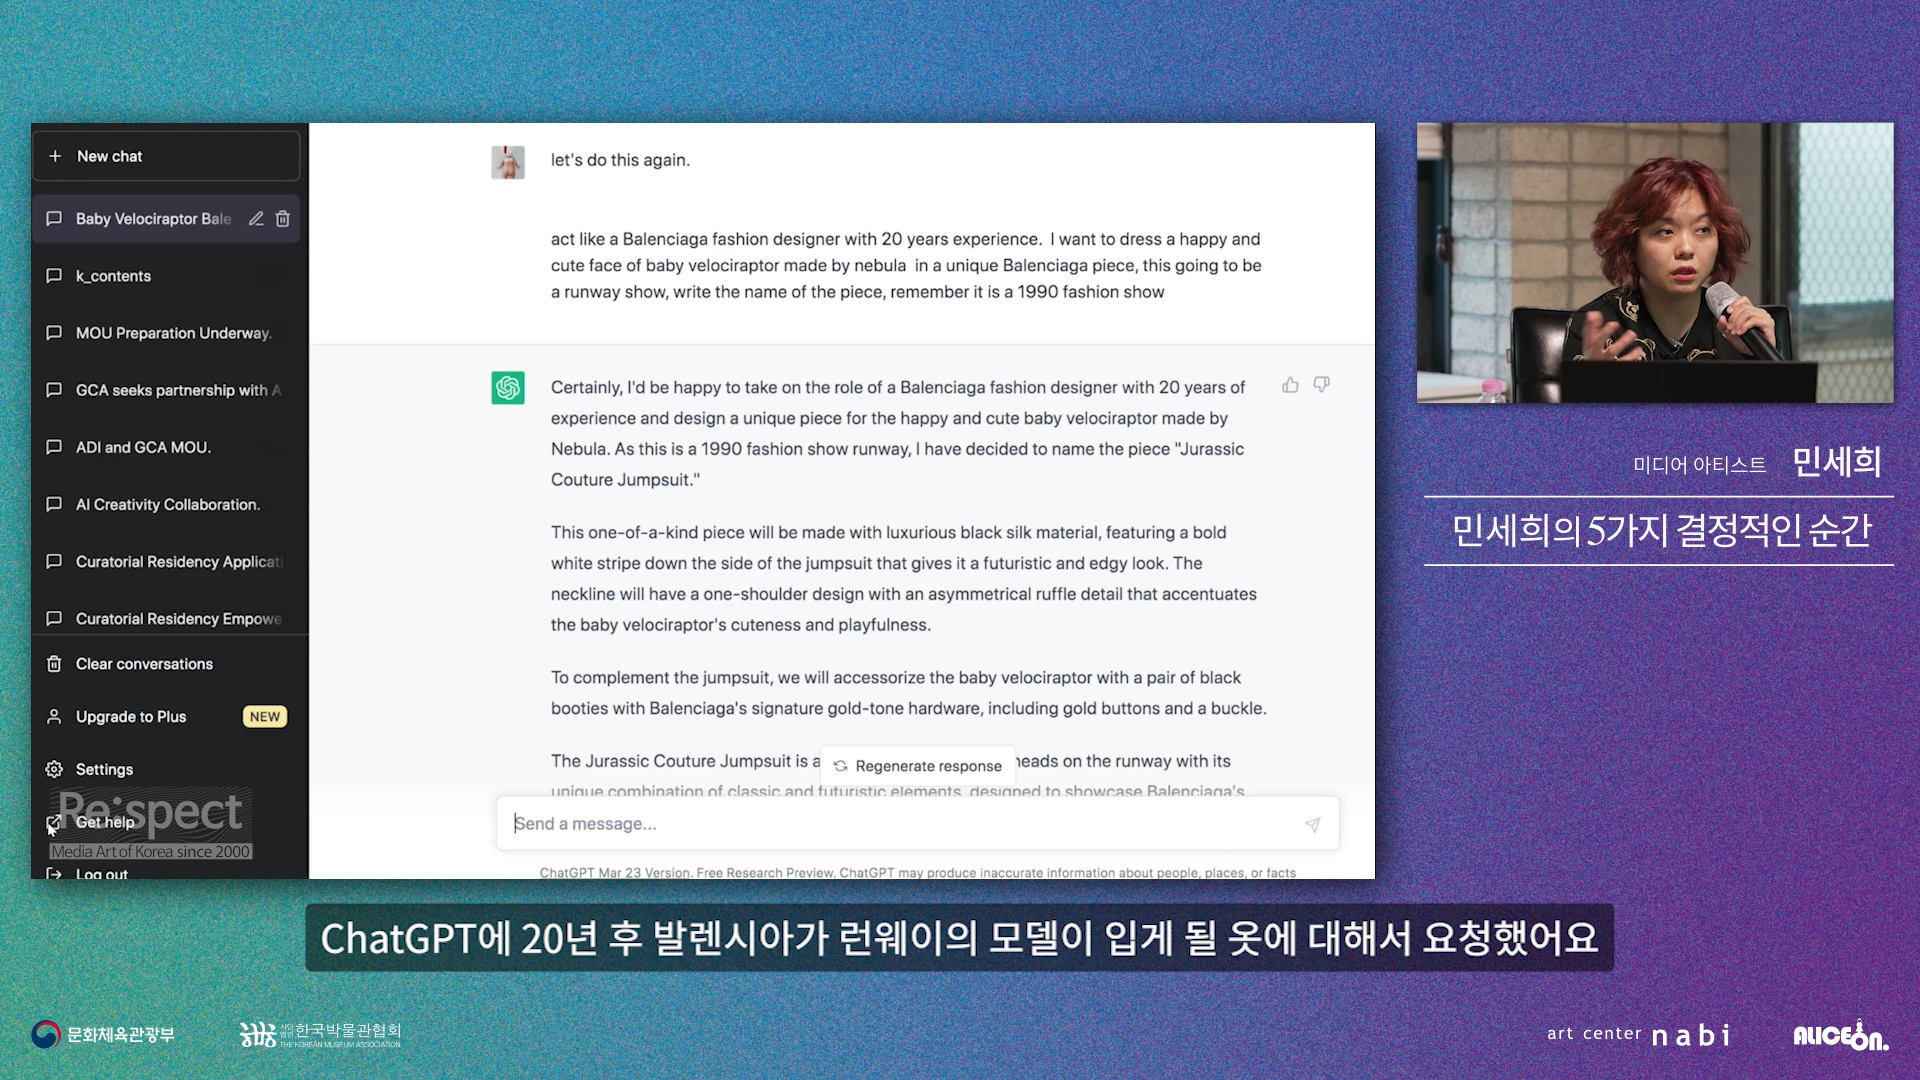 New chat
Baby Velociraptor Bale
k_contents
MOU Preparation Underway.
GCA seeks partnership with A
ADI and GCA MOU.
AI Creativity Collaboration.
Curatorial Residency Applicati
Curatorial Residency Empowe
Clear conversations
Upgrade to Plus NEW
Settings
Get help
Log out
Re:spect
Media Art of Korea since 2000
let's do this again.
act like a Balenciaga fashion designer with 20 years experience. I want to dress a happy and
cute face of baby velociraptor made by nebula in a unique Balenciaga piece, this going to be
a runway show, write the name of the piece, remember it is a 1990 fashion show
Certainly, I'd be happy to take on the role of a Balenciaga fashion designer with 20 years of
experience and design a unique piece for the happy and cute baby velociraptor made by
Nebula. As this is a 1990 fashion show runway, I have decided to name the piece "Jurassic
Couture Jumpsuit."
This one-of-a-kind piece will be made with luxurious black silk material, featuring a bold
white stripe down the side of the jumpsuit that gives it a futuristic and edgy look. The
neckline will have a one-shoulder design with an asymmetrical ruffle detail that accentuates
the baby velociraptor's cuteness and playfulness.
To complement the jumpsuit, we will accessorize the baby velociraptor with a pair of black
booties with Balenciaga's signature gold-tone hardware, including gold buttons and a buckle.
The Jurassic Couture Jumpsuit is a heads on the runway with its
unique combination of classic and futuristic elements, designed to showcase Balenciaga's
Regenerate response
Send a message...
ChatGPT Mar 23 Version. Free Research Preview. ChatGPT may produce inaccurate information about people, places, or facts
미디어 아티스트 민세희
민세희의 5가지 결정적인 순간
ChatGPT에 20년 후 발렌시아가 런웨이의 모델이 입게 될 옷에 대해서 요청했어요
문화체육관광부
사단법인 한국박물관협회
THE KOREAN MUSEUM ASSOCIATION
art center nabi
ALICEON.